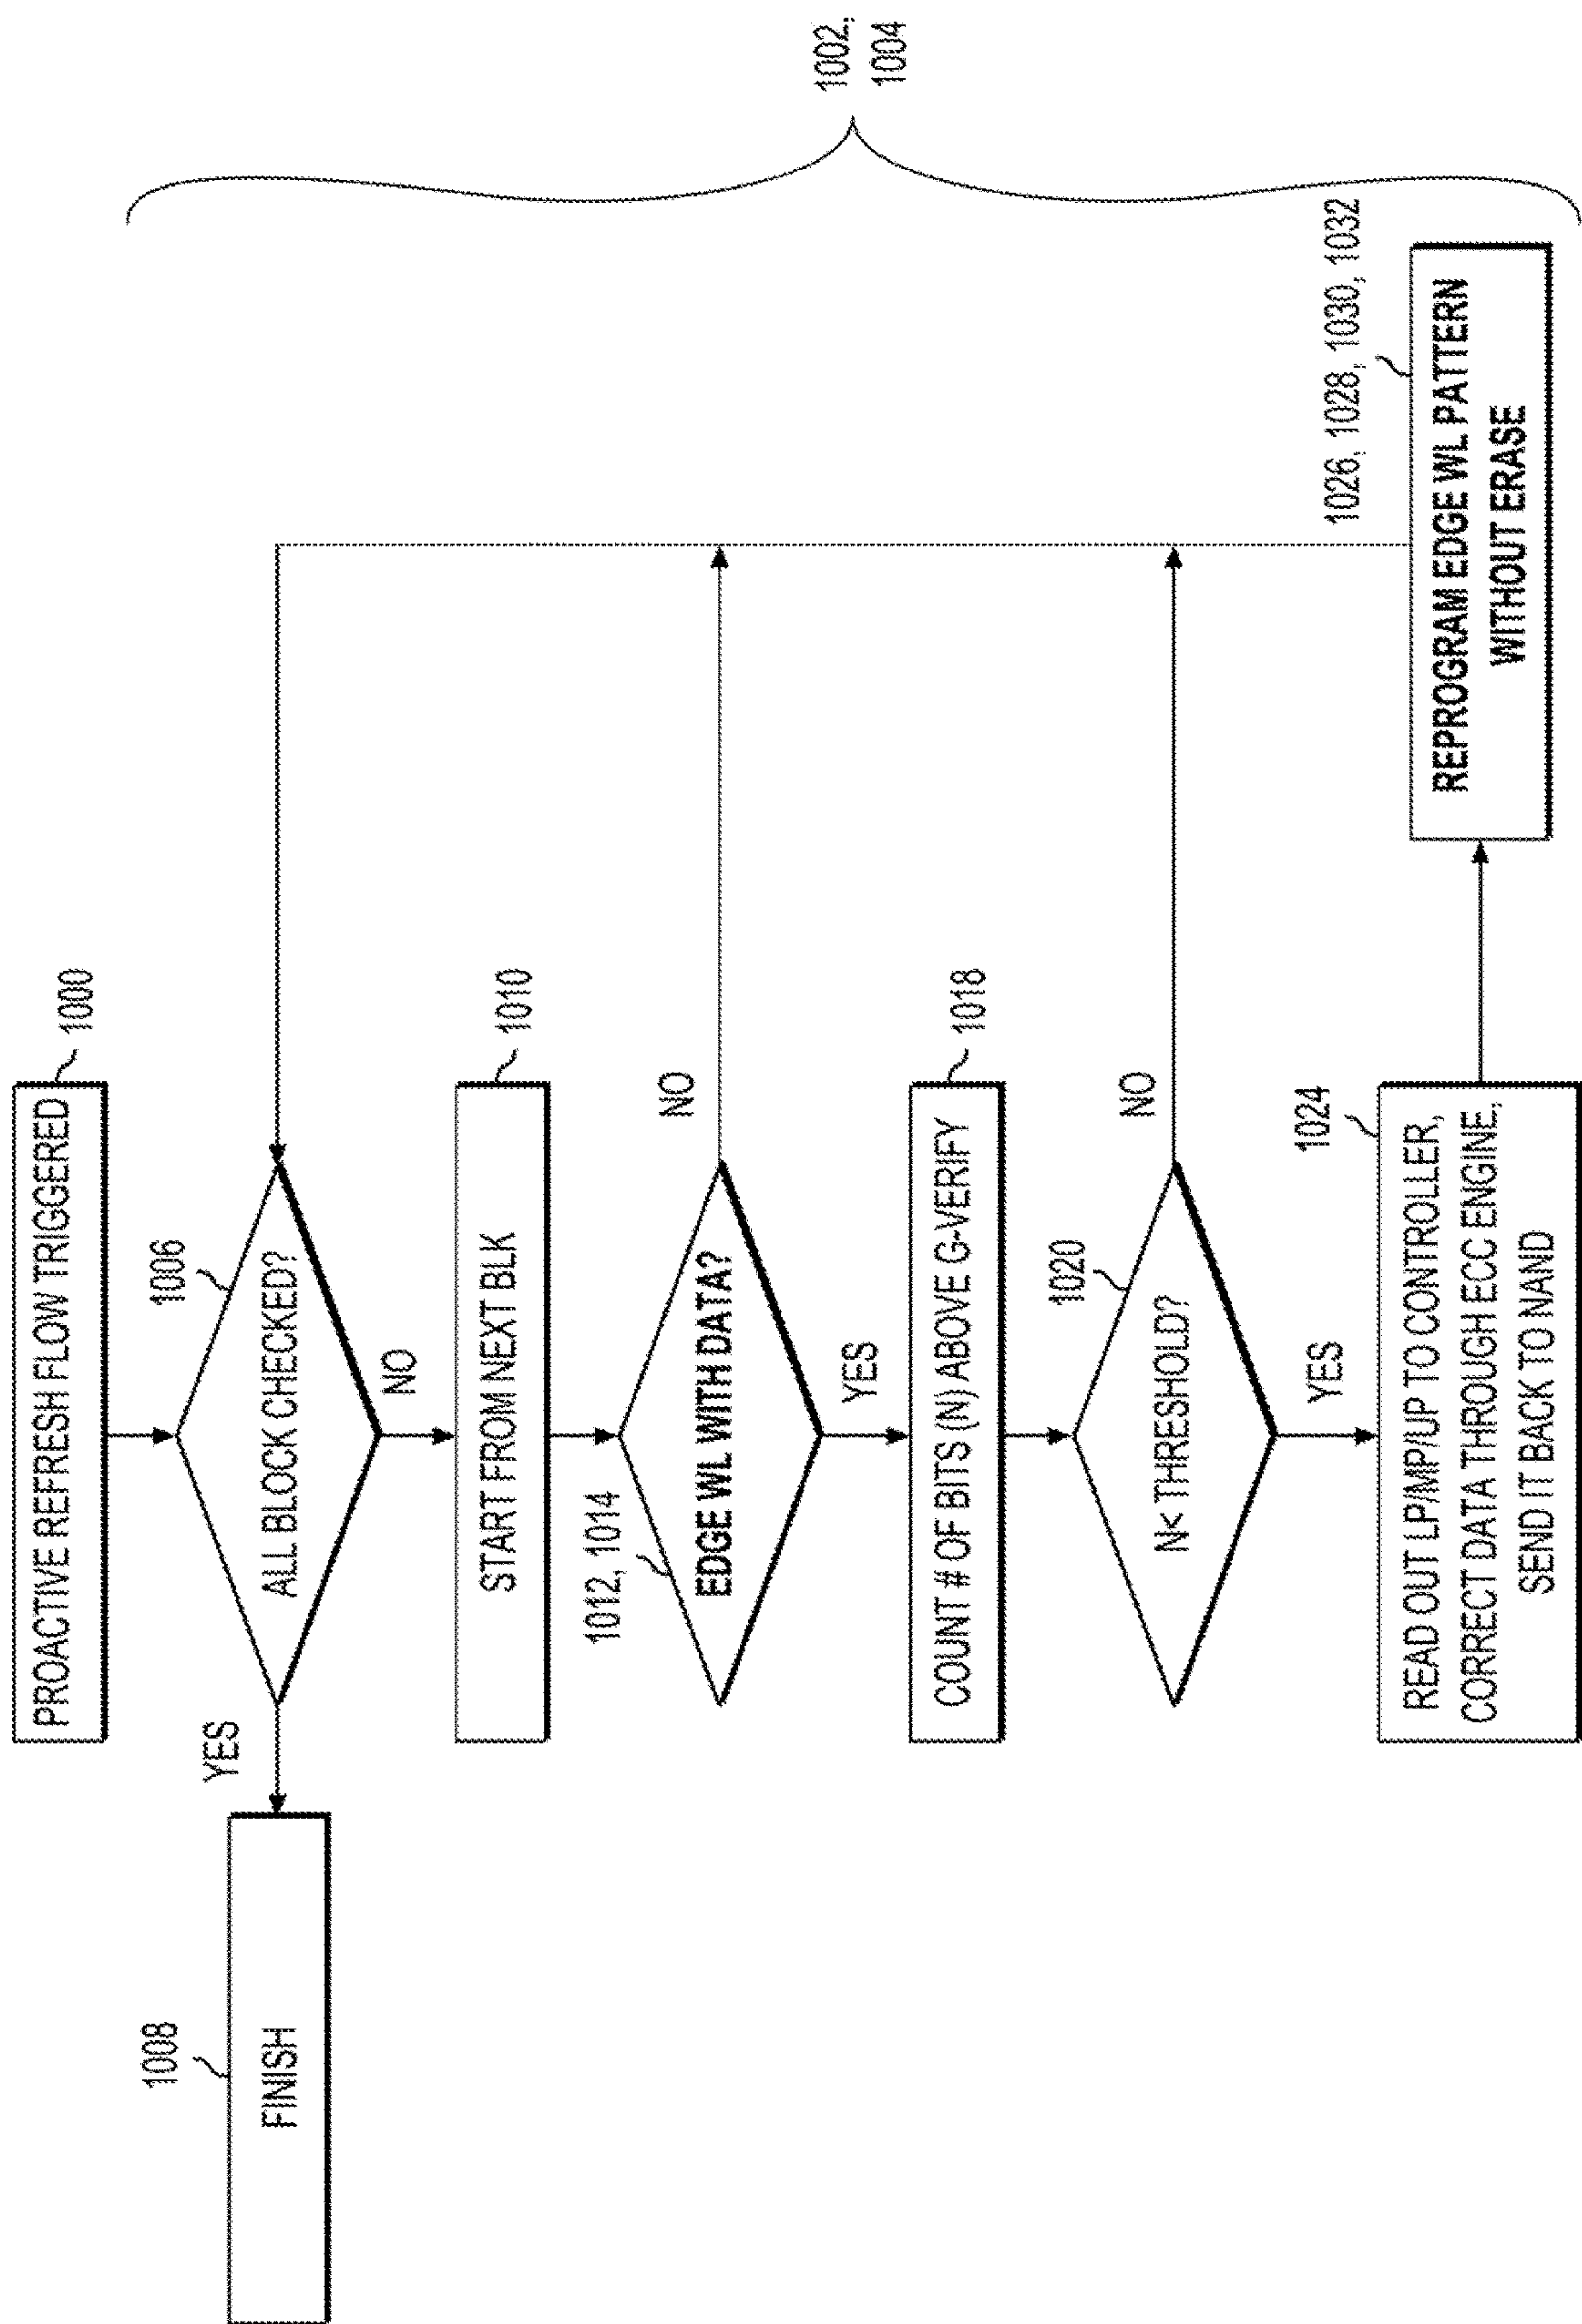 PROACTIVE REFRESH FLOW TRIGGERED
1000
1006
ALL BLOCK CHECKED?
YES
1008
FINISH
NO
START FROM NEXT BLK
1010
1012, 1014
EDGE WL WITH DATA?
NO
YES
COUNT # OF BITS (N) ABOVE G-VERIFY
1018
1020
N< THRESHOLD?
NO
YES
1024
READ OUT LP/MP/UP TO CONTROLLER,
CORRECT DATA THROUGH ECC ENGINE,
SEND IT BACK TO NAND
1026, 1028, 1030, 1032
REPROGRAM EDGE WL PATTERN
WITHOUT ERASE
1002,
1004